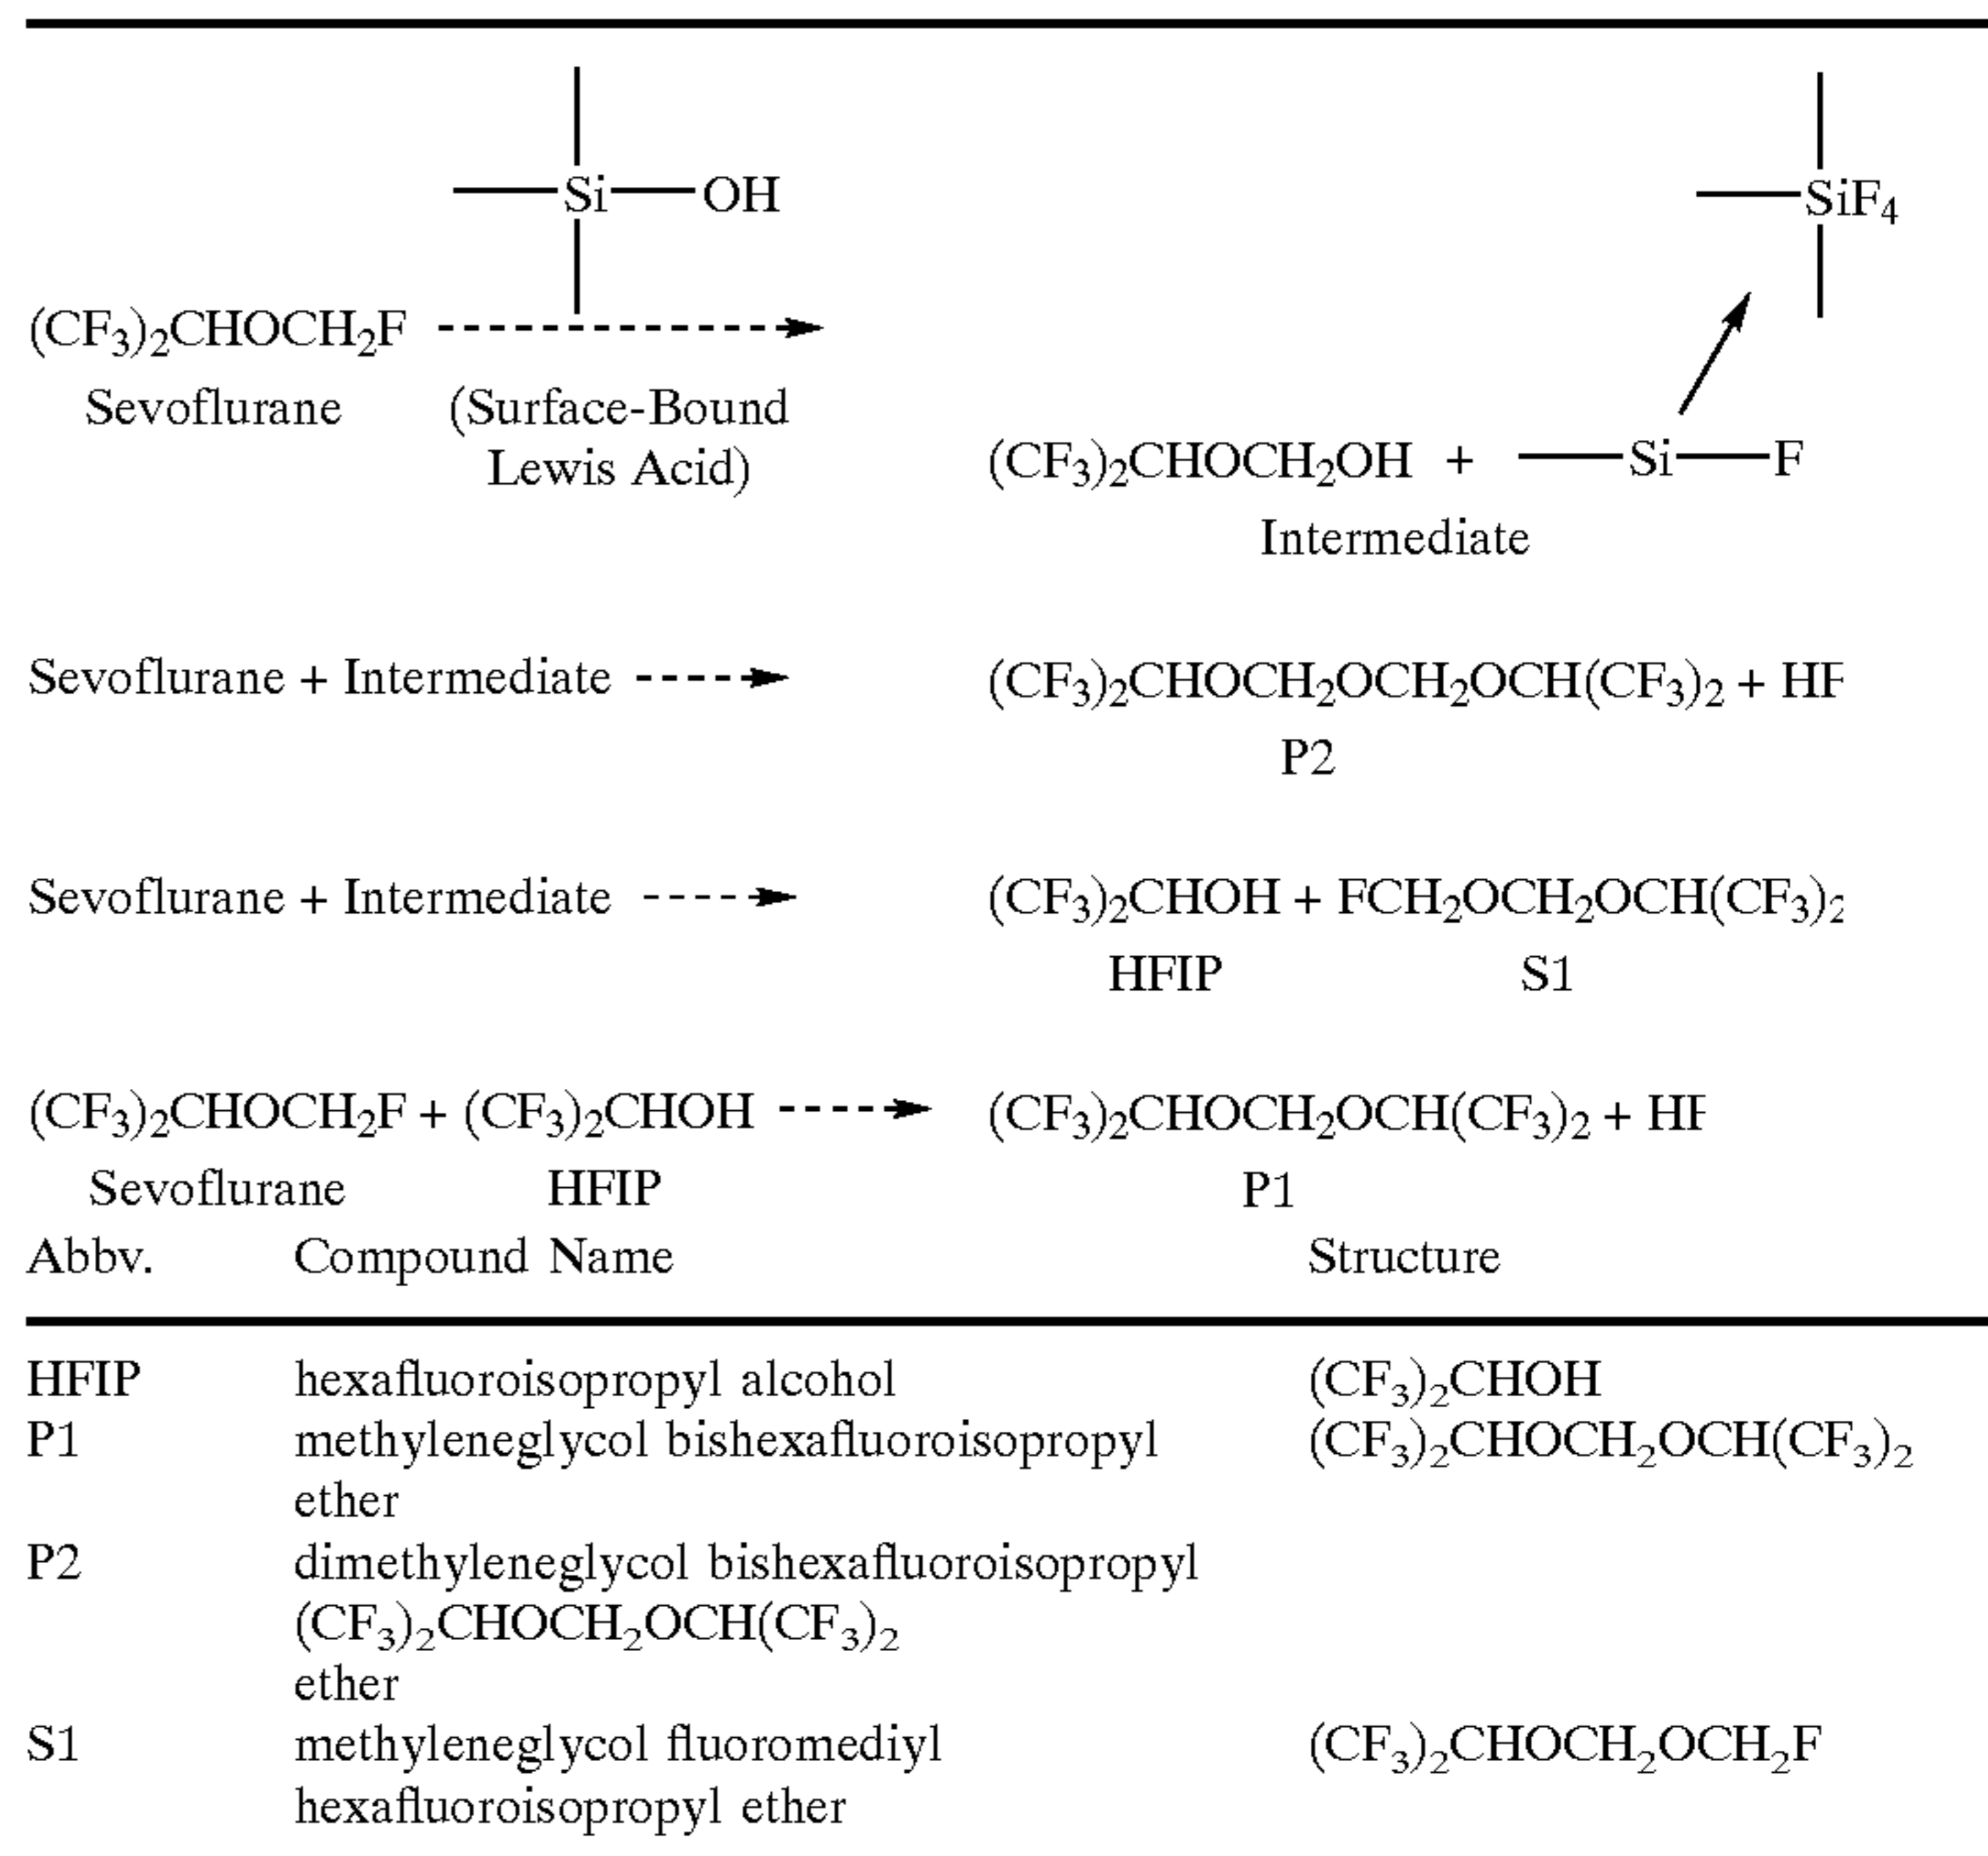 Si—OH
SiF₄
(CF₃)₂CHOCH₂F
Sevoflurane (Surface-Bound
Lewis Acid)
(CF₃)₂CHOCH₂OH + Si—F
Intermediate
Sevoflurane + Intermediate (CF₃)₂CHOCH₂OCH₂OCH(CF₃)₂ + HF
P2
Sevoflurane + Intermediate (CF₃)₂CHOH + FCH₂OCH₂OCH(CF₃)₂
HFIP S1
(CF₃)₂CHOCH₂F + (CF₃)₂CHOH (CF₃)₂CHOCH₂OCH(CF₃)₂ + HF
Sevoflurane HFIP P1
Abbv. Compound Name Structure
HFIP hexafluoroisopropyl alcohol (CF₃)₂CHOH
P1 methyleneglycol bishexafluoroisopropyl (CF₃)₂CHOCH₂OCH(CF₃)₂
ether
P2 dimethyleneglycol bishexafluoroisopropyl
(CF₃)₂CHOCH₂OCH(CF₃)₂
ether
S1 methyleneglycol fluoromediyl (CF₃)₂CHOCH₂OCH₂F
hexafluoroisopropyl ether